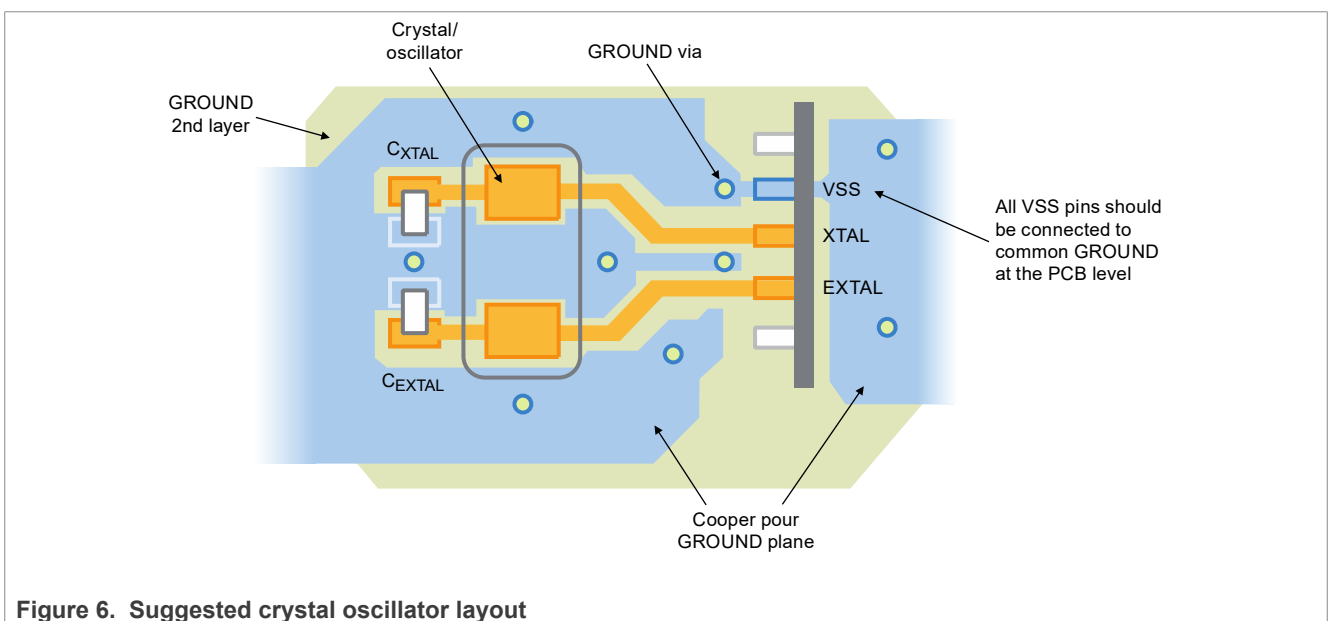 Crystal/
oscillator
GROUND via
GROUND
2nd layer
CXTAL
VSS
All VSS pins should
be connected to
common GROUND
at the PCB level
XTAL
EXTAL
CEXTAL
Cooper pour
GROUND plane
Figure 6. Suggested crystal oscillator layout